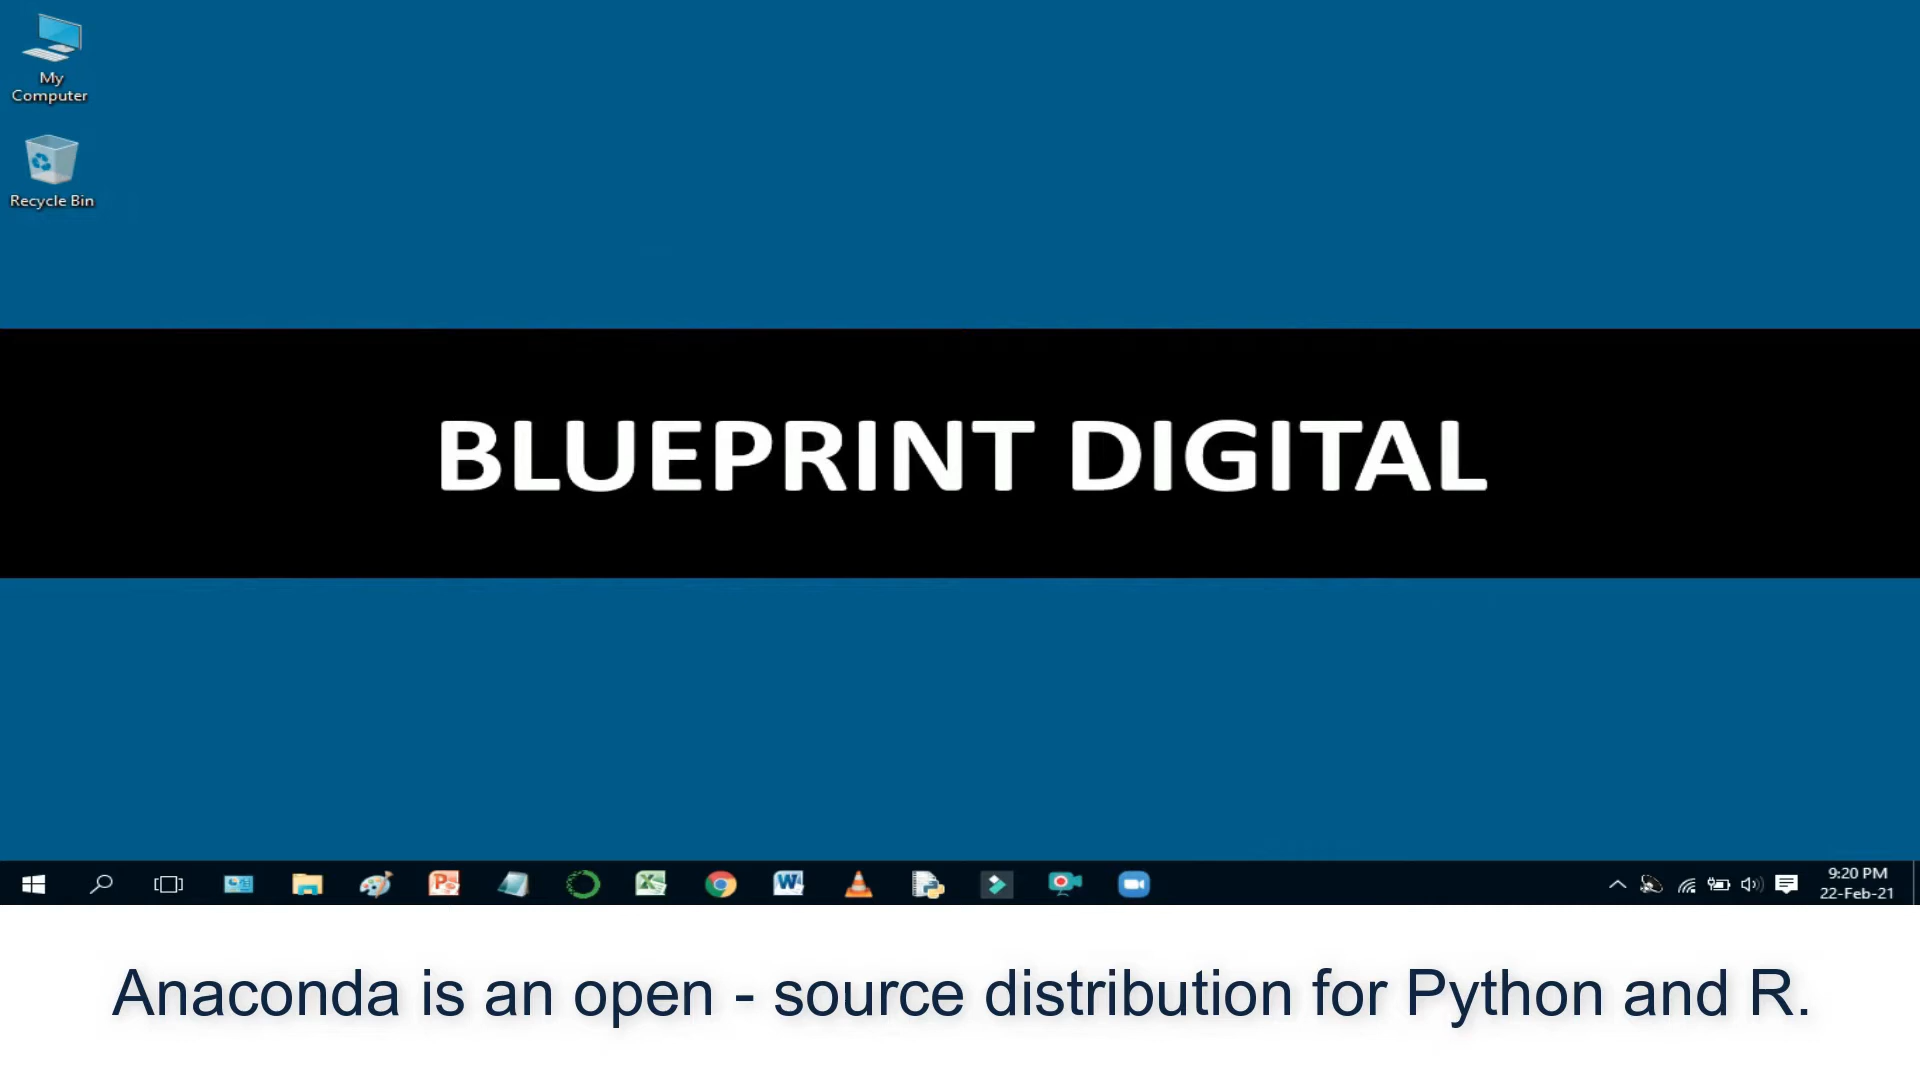 My
Computer
Recycle Bin
BLUEPRINT DIGITAL
9:20 PM
22-Feb-21
Anaconda is an open - source distribution for Python and R.